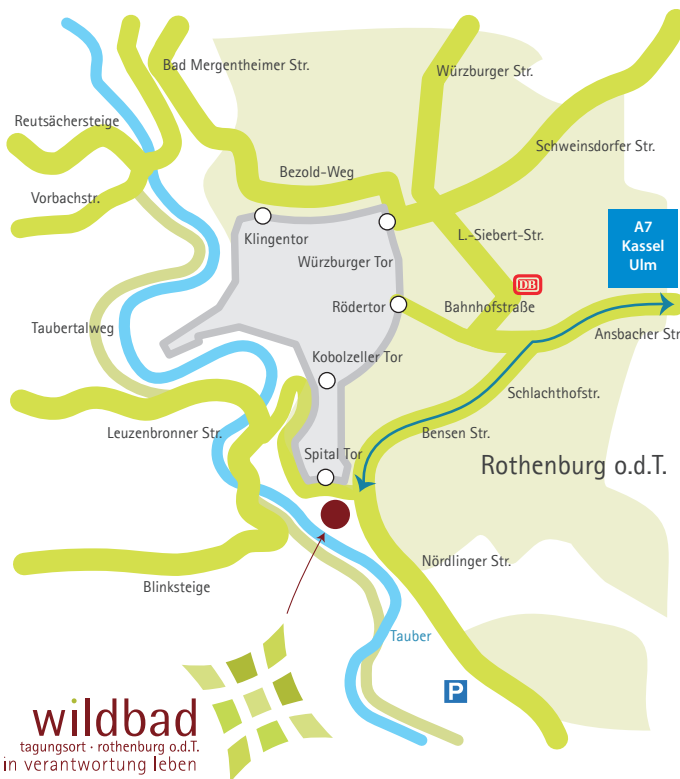 Bad Mergentheimer Str.
Würzburger Str.
Reutsächersteige
Schweinsdorfer Str.
Bezold-Weg
Vorbachstr.
A7
Kassel
Ulm
Klingentor
L.-Siebert-Str.
Würzburger Tor
DB
Rödertor
Bahnhofstraße
Taubertalweg
Ansbacher Str
Kobolzeller Tor
Schlachthofstr.
Leuzenbronner Str.
Bensen Str.
Spital Tor
Rothenburg o.d.T.
Nördlinger Str.
Blinksteige
Tauber
P
wildbad
tagungsort · rothenburg o.d.T.
in verantwortung leben